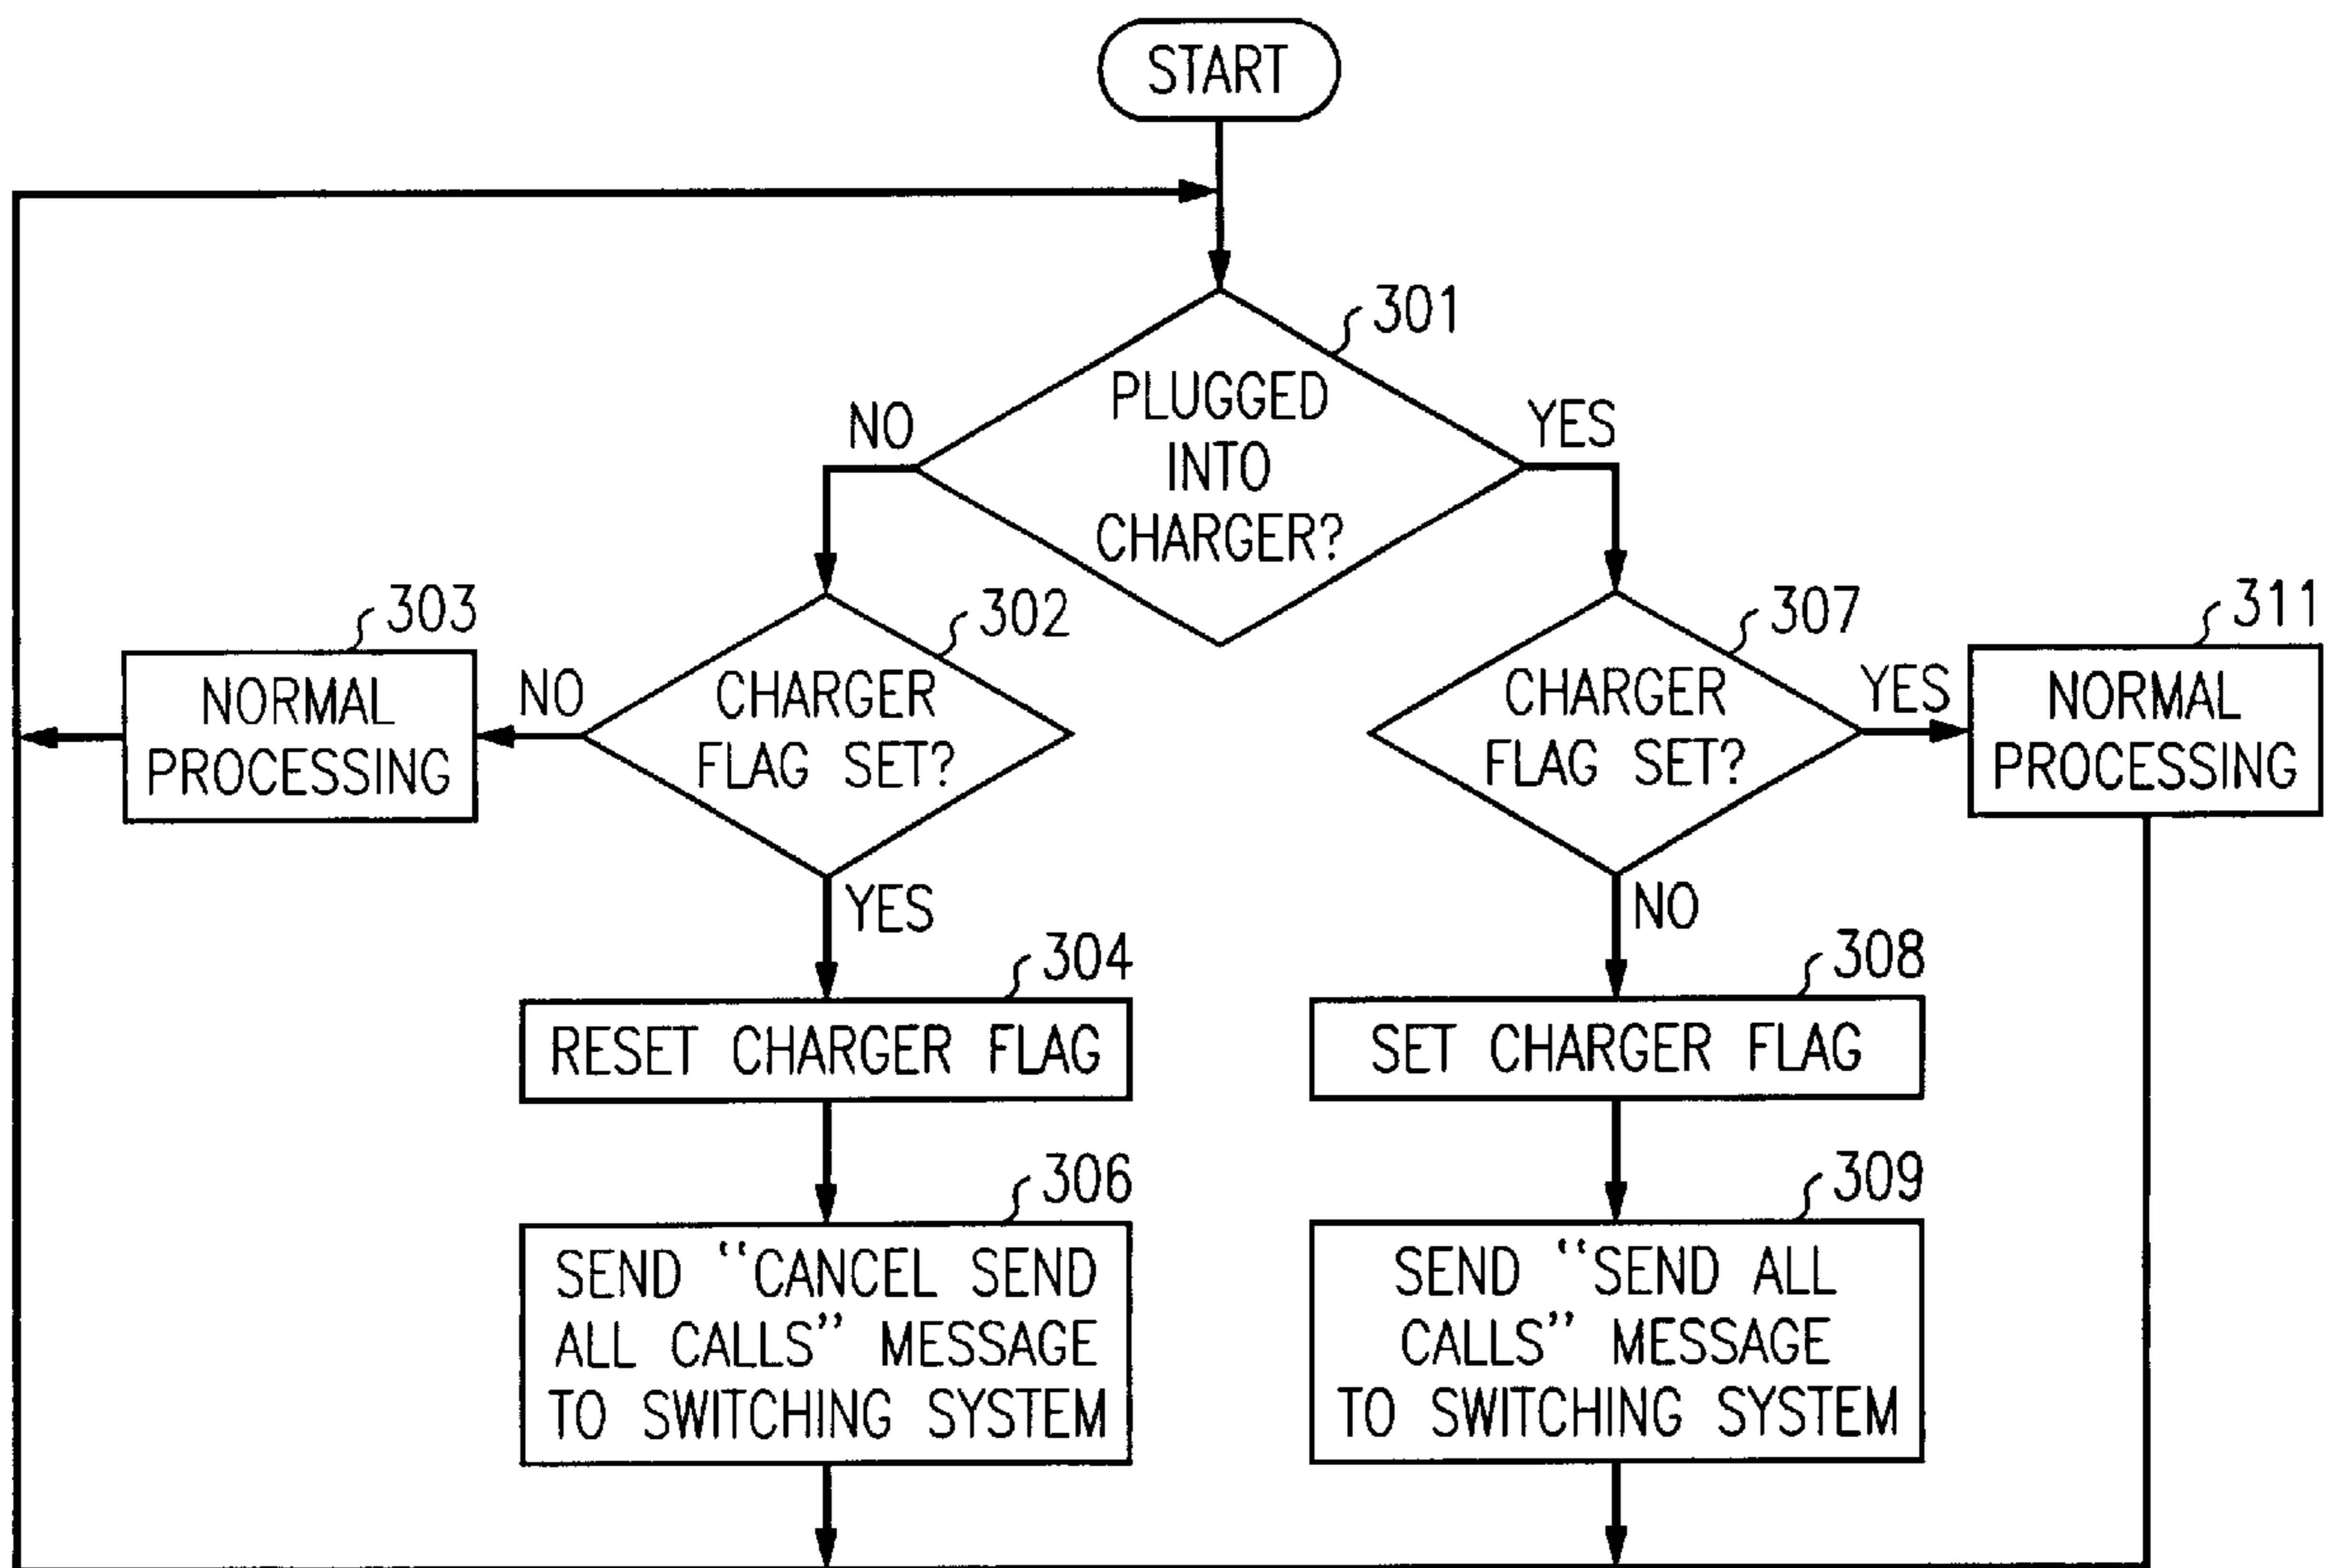 START
301
PLUGGED
INTO
CHARGER?
NO
YES
303
NORMAL
PROCESSING
NO
302
CHARGER
FLAG SET?
YES
307
CHARGER
FLAG SET?
YES
NO
311
NORMAL
PROCESSING
304
RESET CHARGER FLAG
308
SET CHARGER FLAG
306
SEND "CANCEL SEND
ALL CALLS" MESSAGE
TO SWITCHING SYSTEM
309
SEND "SEND ALL
CALLS" MESSAGE
TO SWITCHING SYSTEM